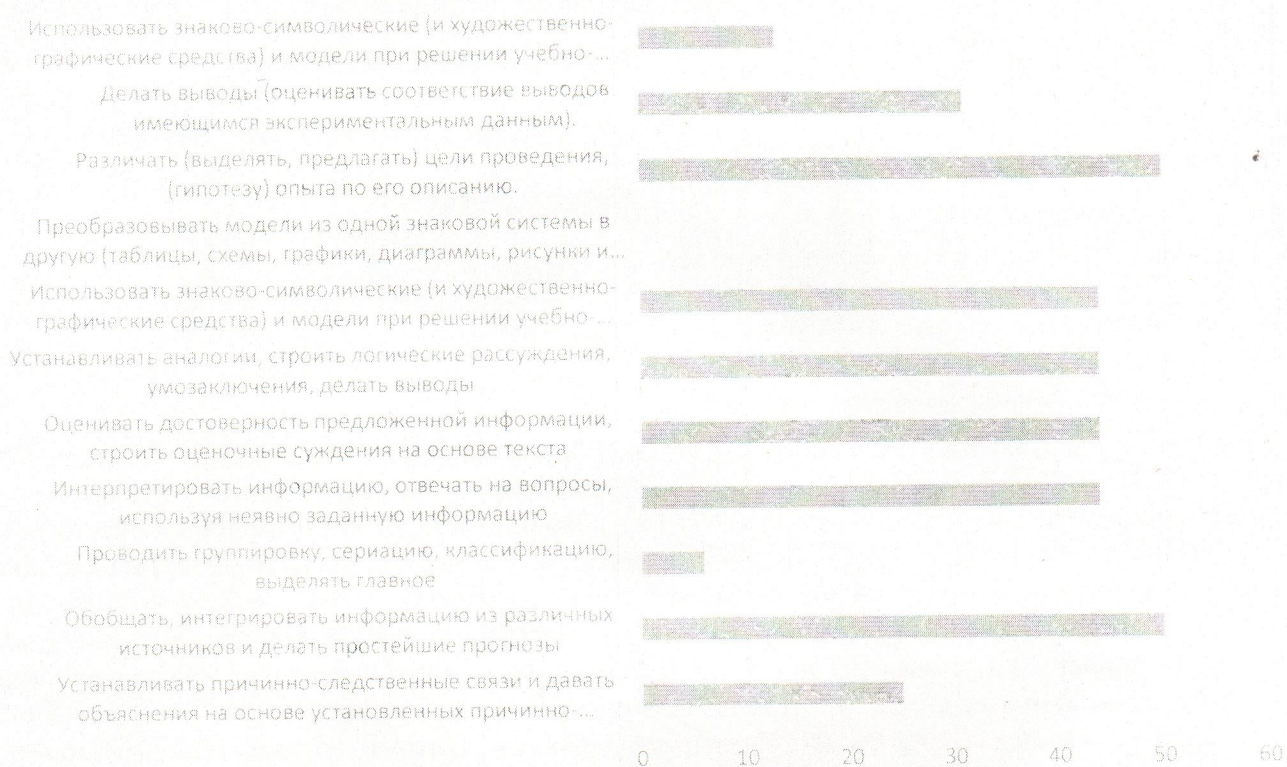 Использовать знаково-символические (и художественно-
графические средства) и модели при решении учебно-...
Делать выводы (оценивать соответствие выводов
имеющимся экспериментальным данным).
Различать (выделять, предлагать) цели проведения,
(гипотезу) опыта по его описанию.
Преобразовывать модели из одной знаковой системы в
другую (таблицы, схемы, графики, диаграммы, рисунки и...
Использовать знаково-символические (и художественно-
графические средства) и модели при решении учебно-...
Устанавливать аналогии, строить логические рассуждения,
умозаключения, делать выводы
Оценивать достоверность предложенной информации,
строить оценочные суждения на основе текста
Интерпретировать информацию, отвечать на вопросы,
используя неявно заданную информацию
Проводить группировку, сериацию, классификацию,
выделять главное
Обобщать, интегрировать информацию из различных
источников и делать простейшие прогнозы
Устанавливать причинно-следственные связи и давать
объяснения на основе установленных причинно-...
0 10 20 30 40 50 60